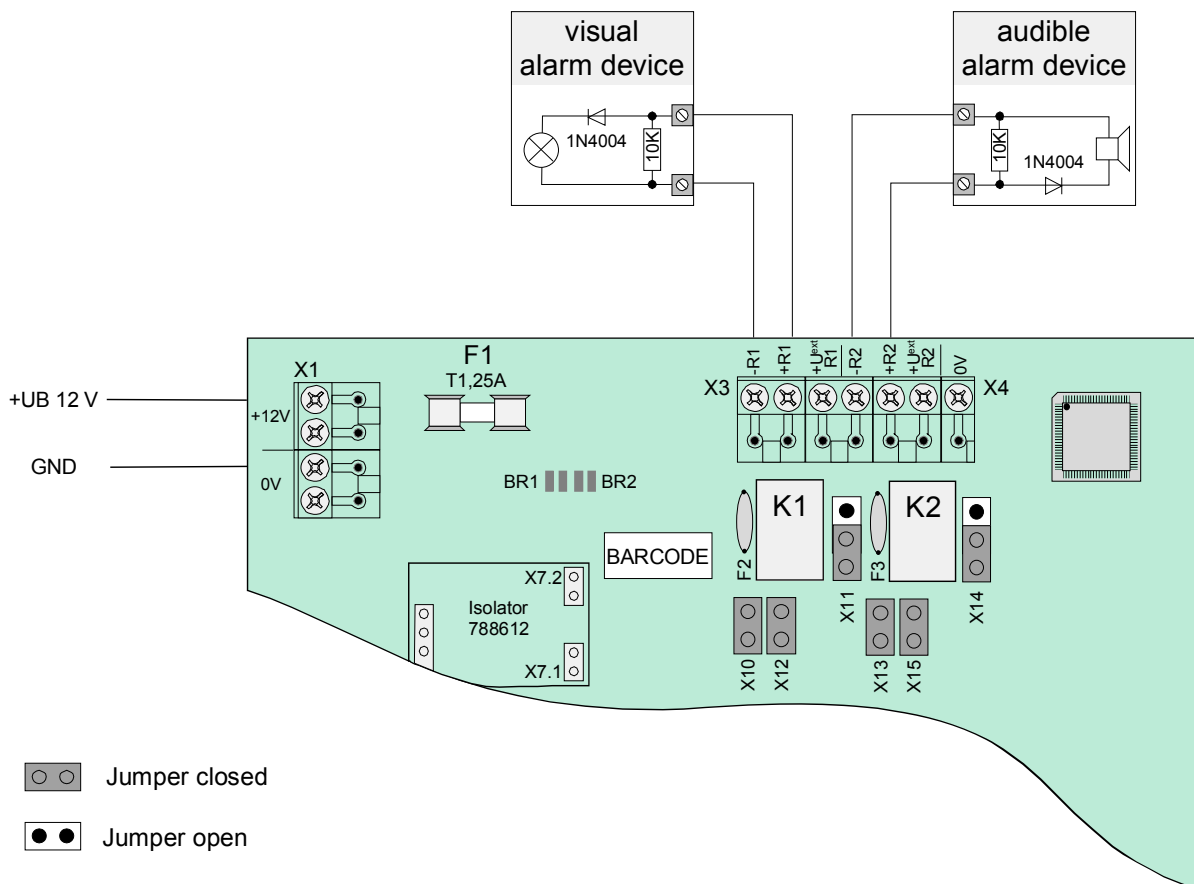 visual
alarm device
1N4004
10K
audible
alarm device
10K
1N4004
+UB 12 V
GND
X1
+12V
0V
F1
T1,25A
BR1
BR2
X3
-R1
+R1
+Uext
R1
-R2
+R2
+Uext
R2
0V
X4
BARCODE
F2
K1
X11
F3
K2
X14
X10
X12
X13
X15
X7.2
Isolator
788612
X7.1
Jumper closed
Jumper open